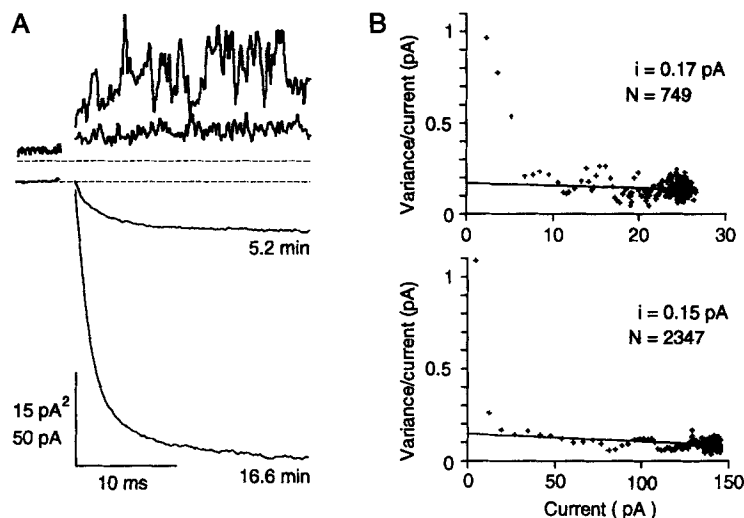 A
5.2 min
15 pA²
50 pA
10 ms
16.6 min
B
Variance/current (pA)
1
0.5
0
i = 0.17 pA
N = 749
0
10
20
30
Variance/current (pA)
1
0.5
0
i = 0.15 pA
N = 2347
0
50
100
150
Current ( pA )